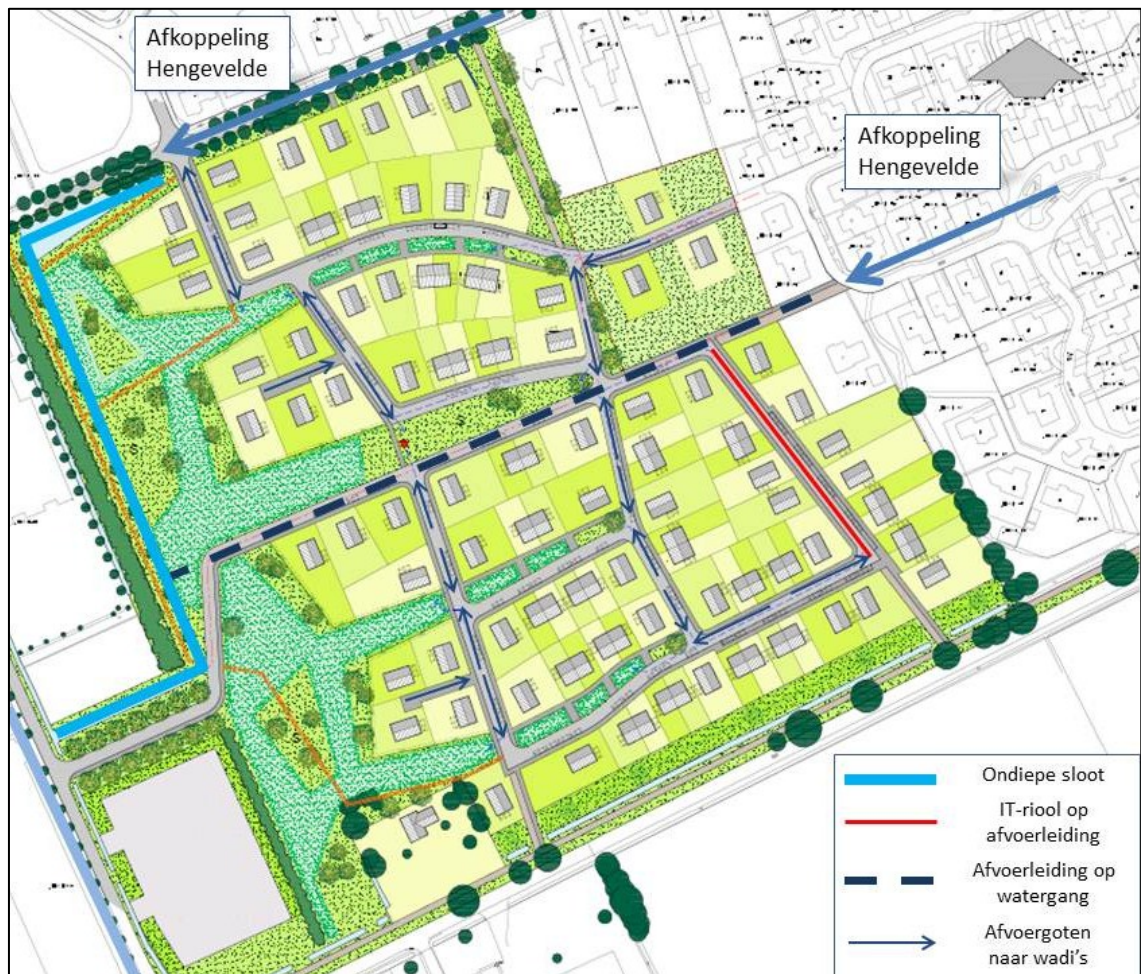 Afkoppeling
Hengevelde
Afkoppeling
Hengevelde
Ondiepe sloot
IT-riool op
afvoerleiding
Afvoerleiding op
watergang
Afvoergoten
naar wadi's